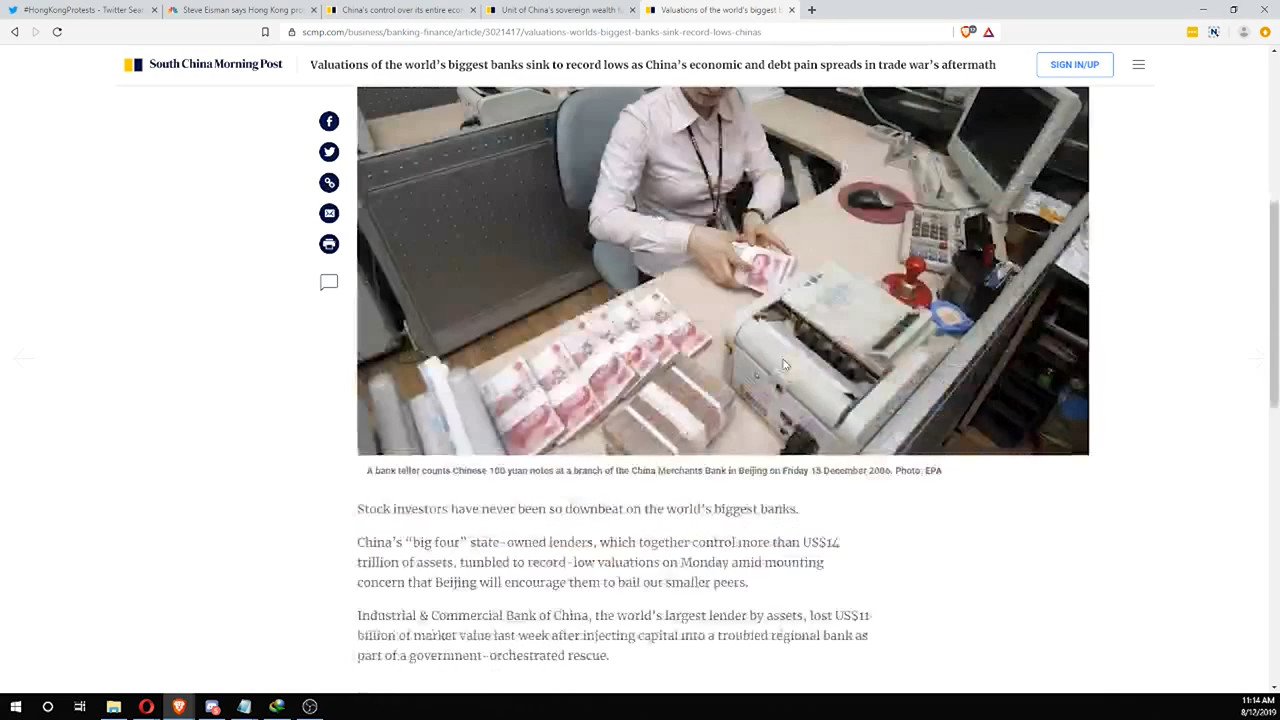 #HongKongProtests - Twitter Sear
Steve Eisman says Hong Kong pro
China's control over its entire econ
Unit of China's sovereign wealth f
Valuations of the world's biggest b
scmp.com/business/banking-finance/article/3021417/valuations-worlds-biggest-banks-sink-record-lows-chinas
South China Morning Post
Valuations of the world's biggest banks sink to record lows as China's economic and debt pain spreads in trade war's aftermath
SIGN IN/UP
A bank teller counts Chinese 100 yuan notes at a branch of the China Merchants Bank in Beijing on Friday 15 December 2006. Photo: EPA
Stock investors have never been so downbeat on the world's biggest banks.
China's “big four” state-owned lenders, which together control more than US$14
trillion of assets, tumbled to record-low valuations on Monday amid mounting
concern that Beijing will encourage them to bail out smaller peers.
Industrial & Commercial Bank of China, the world's largest lender by assets, lost US$11
billion of market value last week after injecting capital into a troubled regional bank as
part of a government-orchestrated rescue.
11:14 AM
8/12/2019